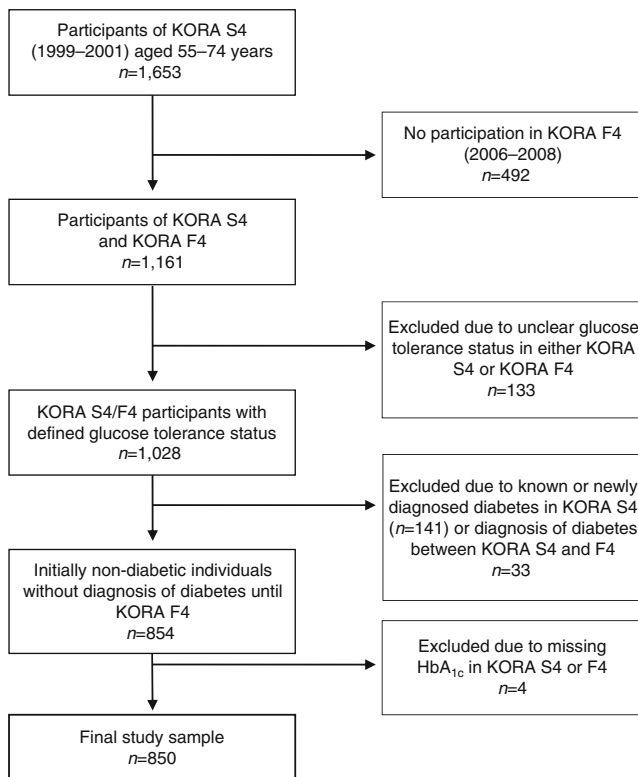 Participants of KORA S4
(1999–2001) aged 55–74 years
n=1,653
No participation in KORA F4
(2006–2008)
n=492
Participants of KORA S4
and KORA F4
n=1,161
Excluded due to unclear glucose
tolerance status in either KORA
S4 or KORA F4
n=133
KORA S4/F4 participants with
defined glucose tolerance status
n=1,028
Excluded due to known or newly
diagnosed diabetes in KORA S4
(n=141) or diagnosis of diabetes
between KORA S4 and F4
n=33
Initially non-diabetic individuals
without diagnosis of diabetes until
KORA F4
n=854
Excluded due to missing
HbA1c in KORA S4 or F4
n=4
Final study sample
n=850